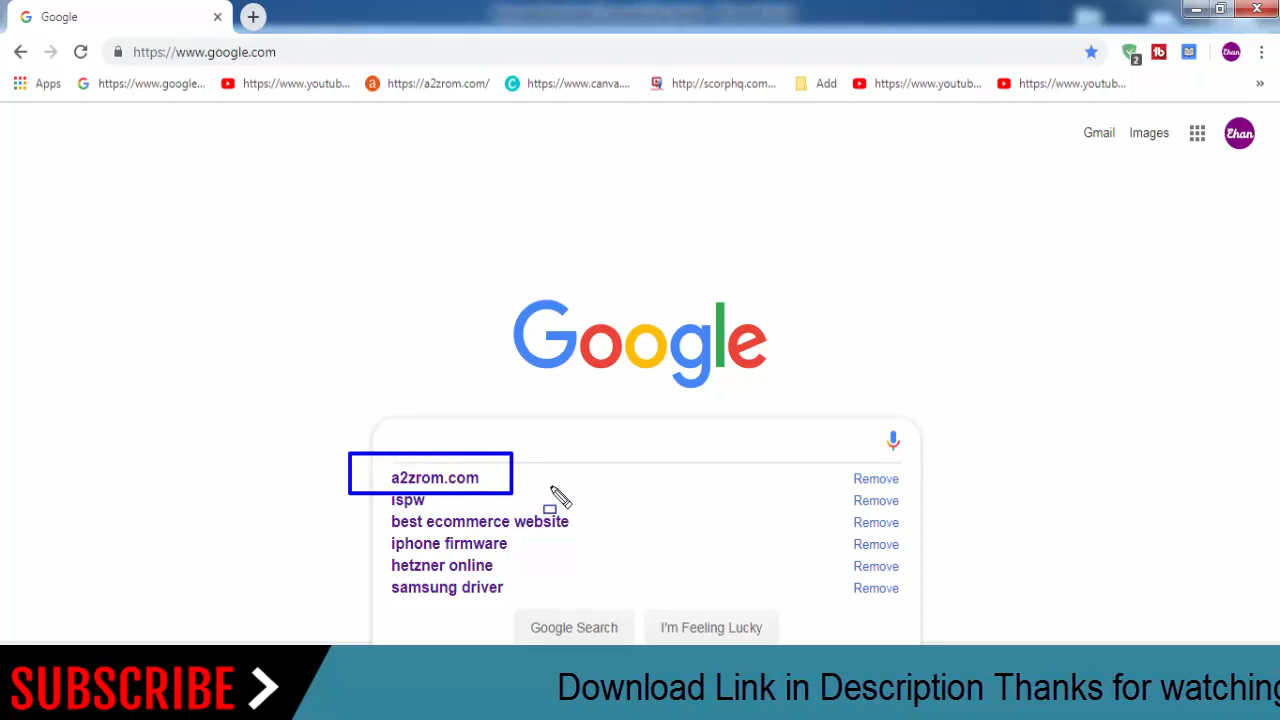 Google
https://www.google.com
2
Ehan
Apps
https://www.google...
https://www.youtub...
https://a2zrom.com/
https://www.canva....
http://scorphq.com...
Add
https://www.youtub...
https://www.youtub...
»
Gmail
Images
Ehan
Google
a2zrom.com Remove
ispw Remove
best ecommerce website Remove
iphone firmware Remove
hetzner online Remove
samsung driver Remove
Google Search
I'm Feeling Lucky
SUBSCRIBE
Download Link in Description Thanks for watching